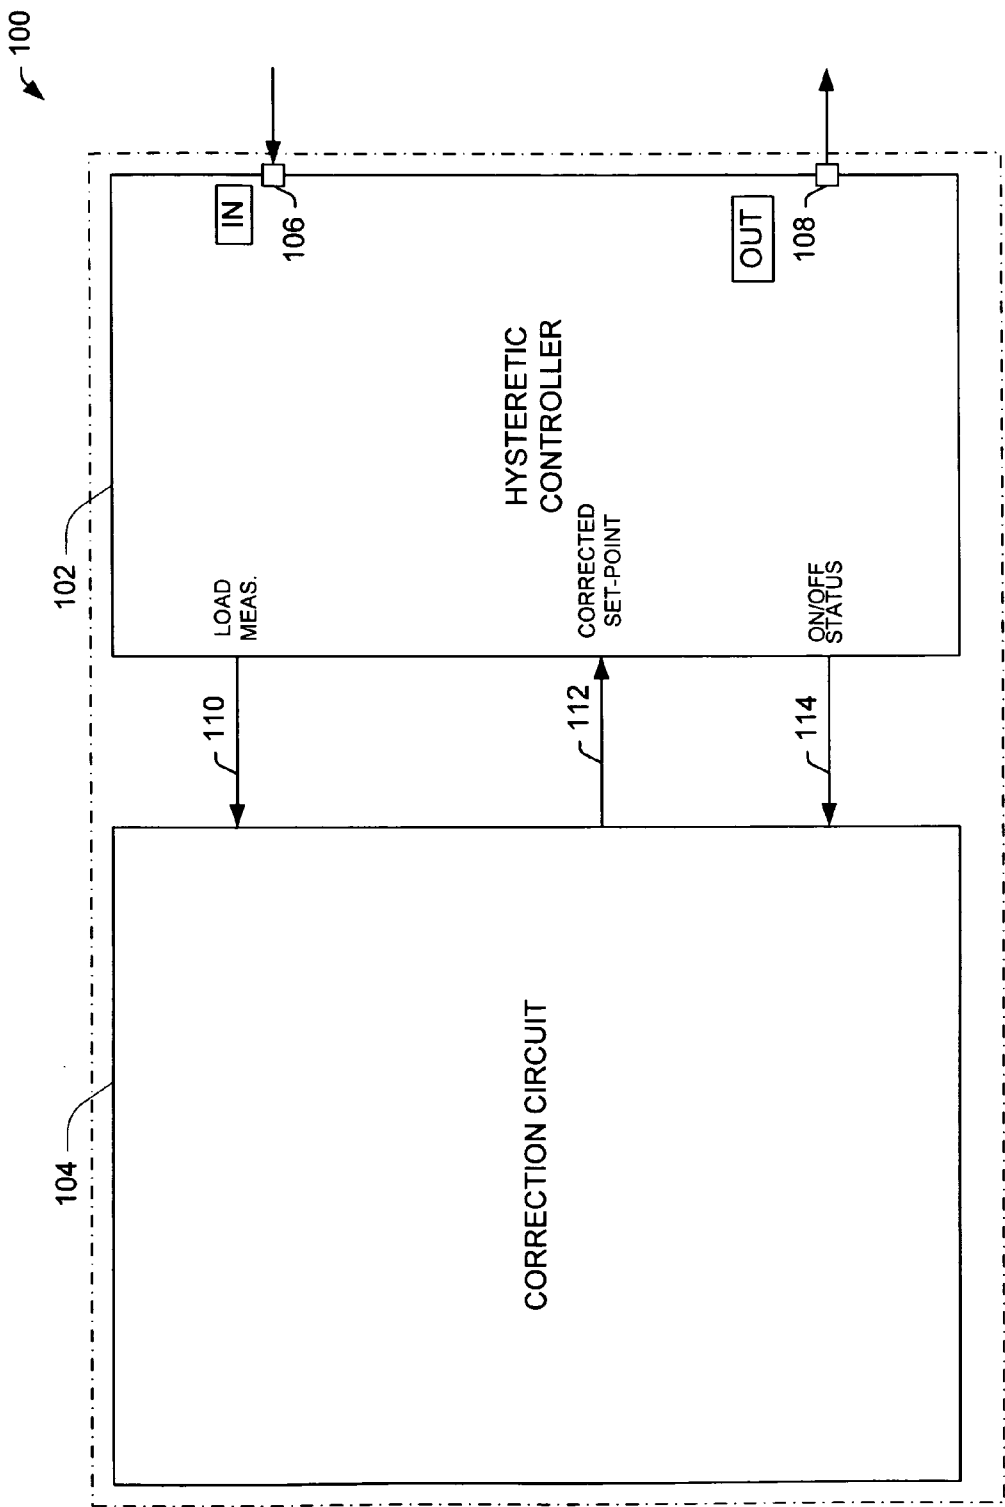 100
102
IN
106
LOAD
MEAS.
110
HYSTERETIC
CONTROLLER
CORRECTED
SET-POINT
112
OUT
108
ON/OFF
STATUS
114
104
CORRECTION CIRCUIT